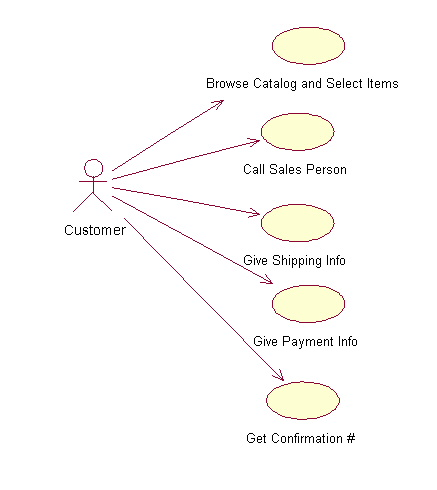 Browse Catalog and Select Items
Call Sales Person
Customer
Give Shipping Info
Give Payment Info
Get Confirmation #